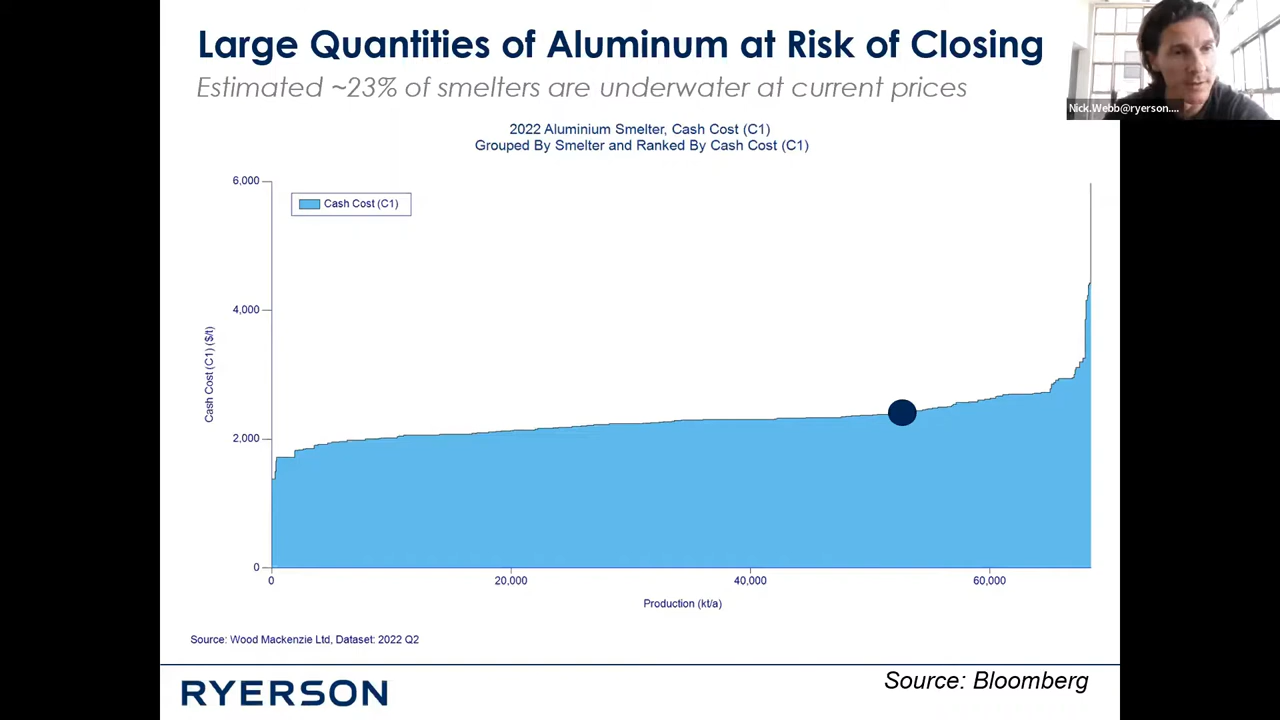 Large Quantities of Aluminum at Risk of Closing
Estimated ~23% of smelters are underwater at current prices
Nick.Webb@ryerson....
2022 Aluminium Smelter, Cash Cost (C1)
Grouped By Smelter and Ranked By Cash Cost (C1)
6,000
Cash Cost (C1)
4,000
Cash Cost (C1) ($/t)
2,000
0
0 20,000 40,000 60,000
Production (kt/a)
Source: Wood Mackenzie Ltd, Dataset: 2022 Q2
RYERSON
Source: Bloomberg